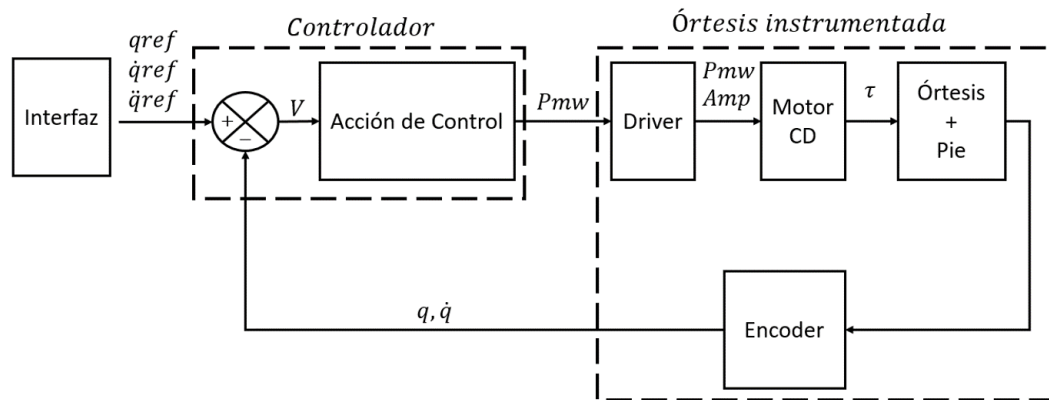 Controlador
Órtesis instrumentada
qref
q̇ref
q̈ref
Interfaz
+
−
V
Acción de Control
Pmw
Driver
Pmw
Amp
Motor
CD
τ
Órtesis
+
Pie
q, q̇
Encoder